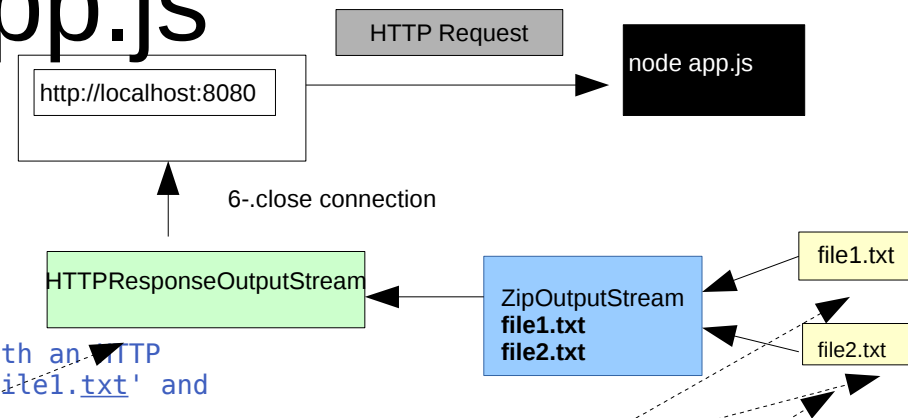 pp.js
HTTP Request
node app.js
http://localhost:8080
6-.close connection
HTTPResponseOutputStream
file1.txt
ZipOutputStream
file1.txt
file2.txt
file2.txt
th an HTTP
ile1.txt' and